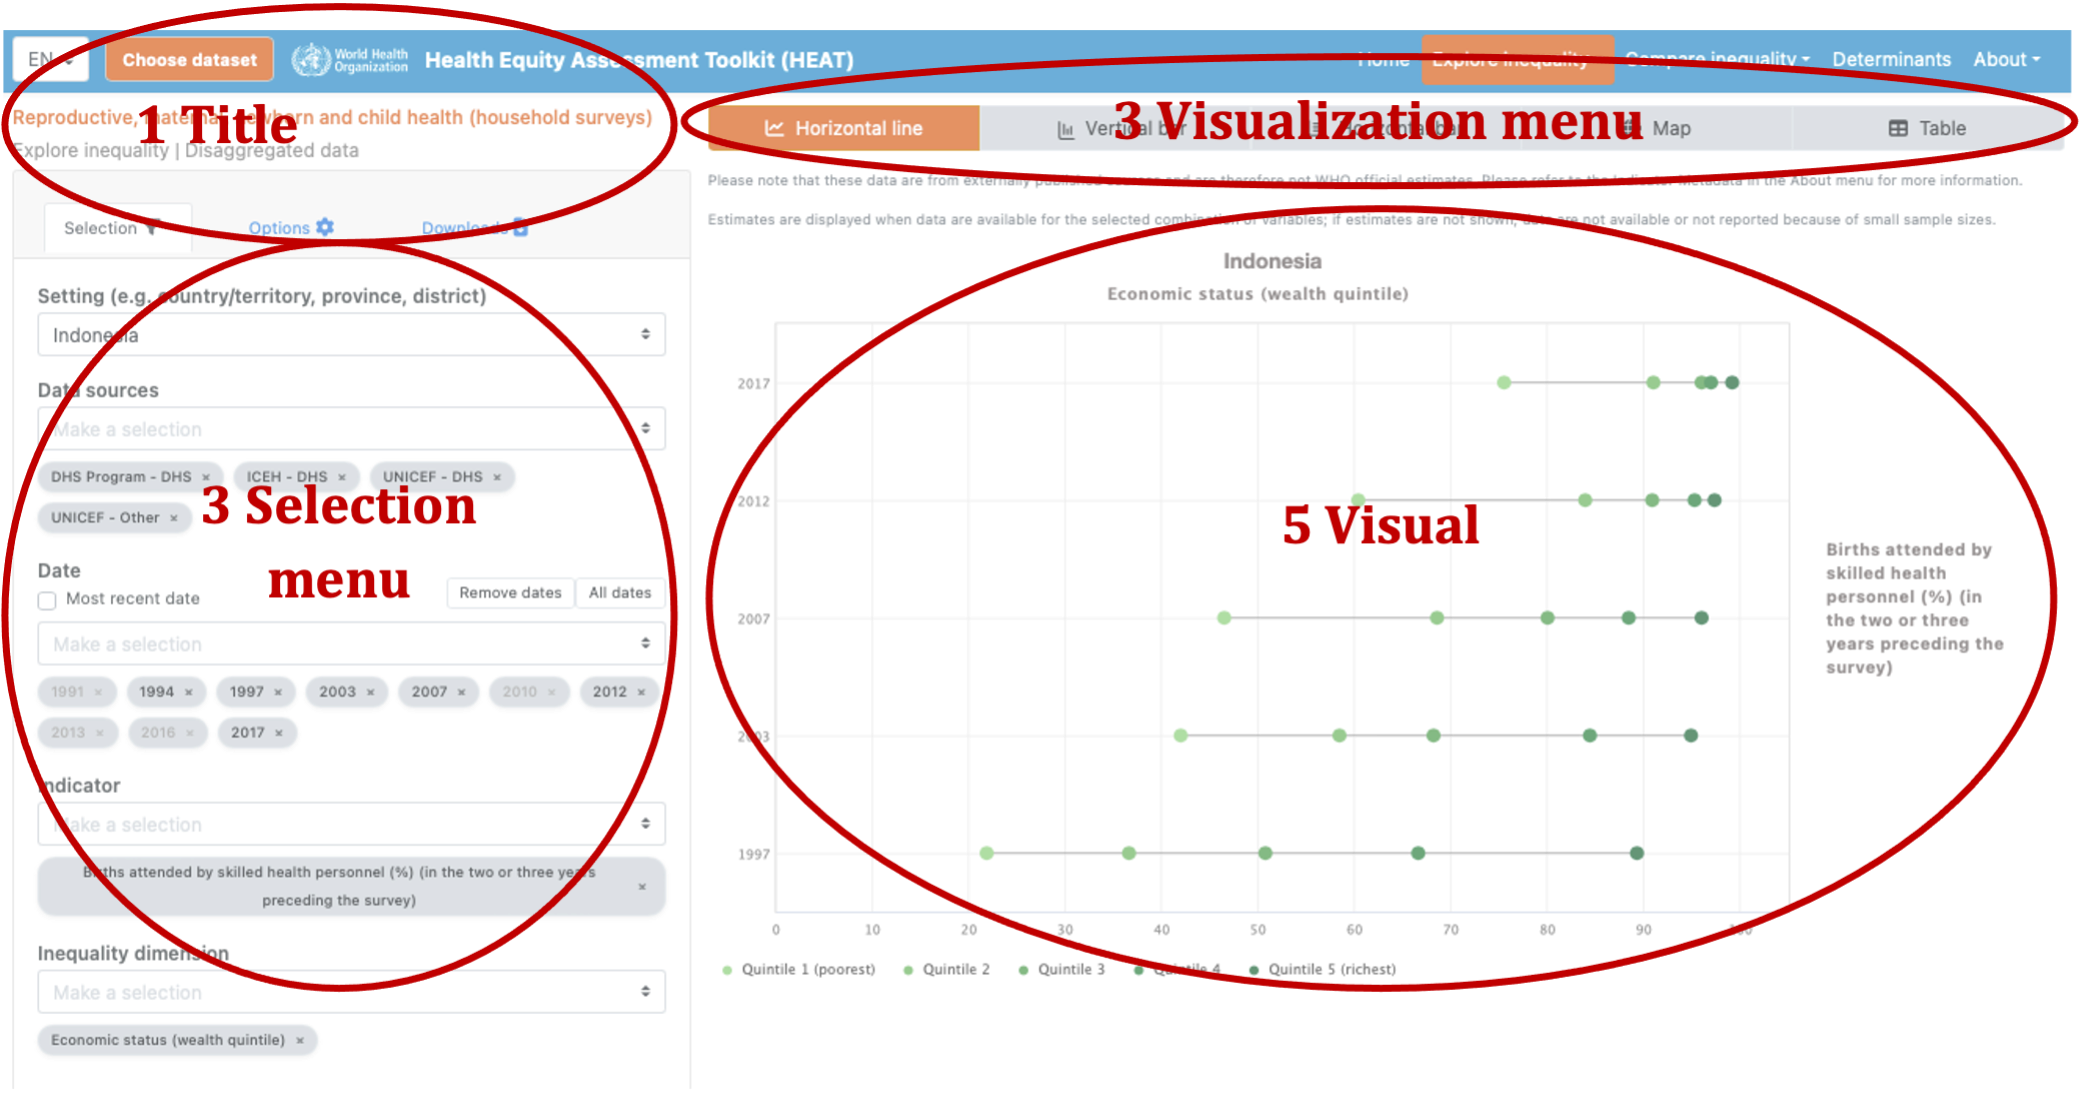 EN
Choose dataset
World Health
Organization
Health Equity Assessment Toolkit (HEAT)
Home
Explore inequality
Compare inequality
Determinants
About
Reproductive, maternal, newborn and child health (household surveys)
1 Title
Explore inequality | Disaggregated data
Horizontal line
Vertical bar
Horizontal bar
Map
Table
3 Visualization menu
Please note that these data are from externally published sources and are therefore not WHO official estimates. Please refer to the Indicator Metadata in the About menu for more information.
Estimates are displayed when data are available for the selected combination of variables; if estimates are not shown, data are not available or not reported because of small sample sizes.
Selection
Options
Downloads
Setting (e.g. country/territory, province, district)
Indonesia
Data sources
Make a selection
DHS Program - DHS ×
ICEH - DHS ×
UNICEF - DHS ×
UNICEF - Other ×
3 Selection
menu
Date
Most recent date
Remove dates
All dates
Make a selection
1991 ×
1994 ×
1997 ×
2003 ×
2007 ×
2010 ×
2012 ×
2013 ×
2016 ×
2017 ×
Indicator
Make a selection
Births attended by skilled health personnel (%) (in the two or three years
preceding the survey) ×
Inequality dimension
Make a selection
Economic status (wealth quintile) ×
Indonesia
Economic status (wealth quintile)
2017
2012
5 Visual
2007
2003
1997
Births attended by
skilled health
personnel (%) (in
the two or three
years preceding the
survey)
0 10 20 30 40 50 60 70 80 90 100
Quintile 1 (poorest)
Quintile 2
Quintile 3
Quintile 4
Quintile 5 (richest)